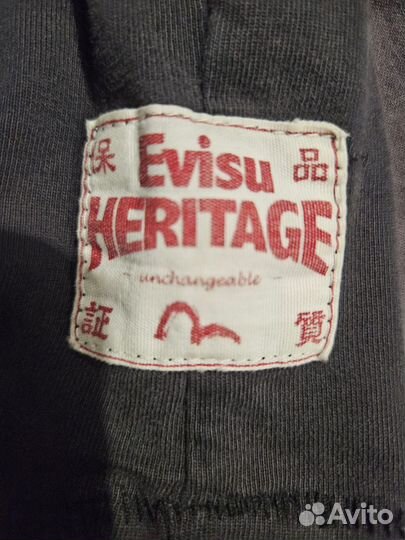 保 Evisu 品
HERITAGE
unchangeable
証 質
Avito